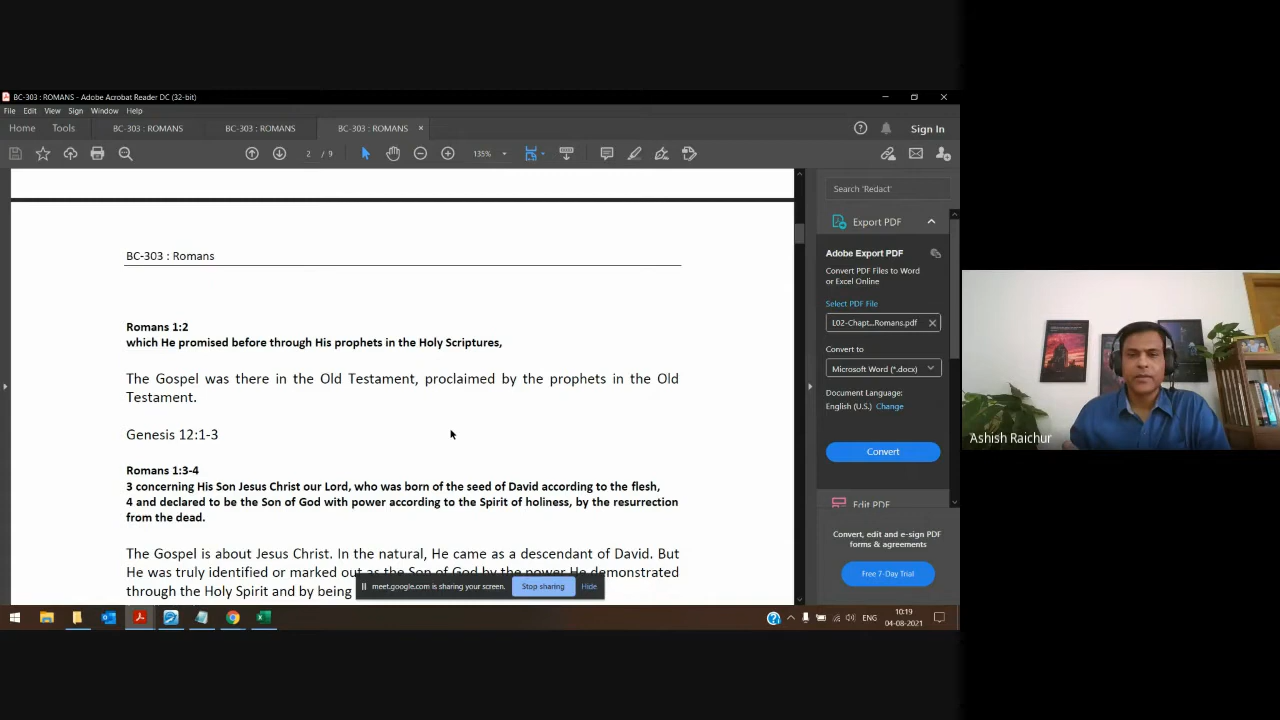 BC-303 : ROMANS - Adobe Acrobat Reader DC (32-bit)
File Edit View Sign Window Help
Home Tools BC-303 : ROMANS BC-303 : ROMANS BC-303 : ROMANS × Sign In
2 / 9 135%
BC-303 : Romans
Romans 1:2
which He promised before through His prophets in the Holy Scriptures,
The Gospel was there in the Old Testament, proclaimed by the prophets in the Old
Testament.
Genesis 12:1-3
Romans 1:3-4
3 concerning His Son Jesus Christ our Lord, who was born of the seed of David according to the flesh,
4 and declared to be the Son of God with power according to the Spirit of holiness, by the resurrection
from the dead.
The Gospel is about Jesus Christ. In the natural, He came as a descendant of David. But
He was truly identified or marked out as the Son of God by the power He demonstrated
through the Holy Spirit and by being
meet.google.com is sharing your screen. Stop sharing Hide
Search 'Redact'
Export PDF
Adobe Export PDF
Convert PDF Files to Word
or Excel Online
Select PDF File
L02-Chapt...Romans.pdf
Convert to
Microsoft Word (*.docx)
Document Language:
English (U.S.) Change
Convert
Edit PDF
Convert, edit and e-sign PDF
forms & agreements
Free 7-Day Trial
ENG
10:19
04-08-2021
Ashish Raichur